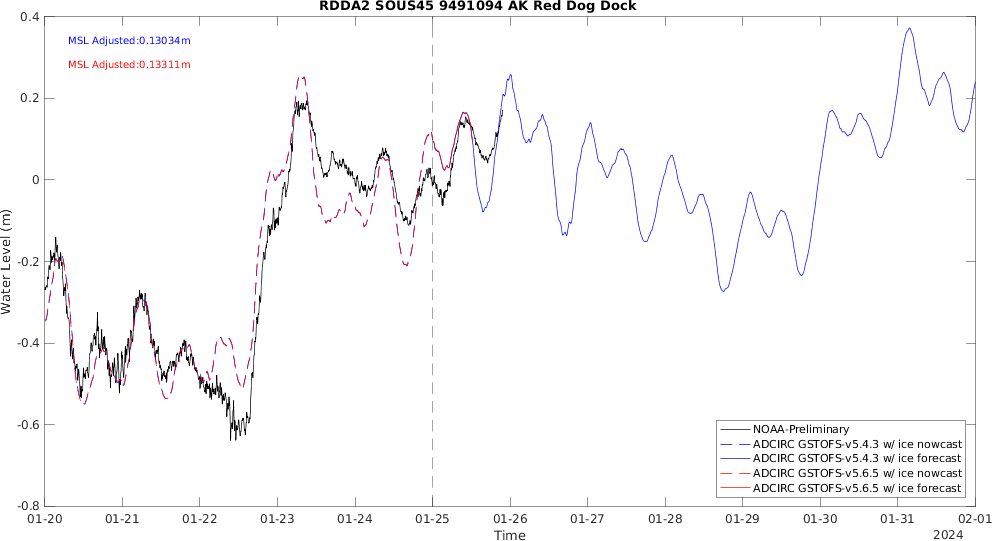 RDDA2 SOUS45 9491094 AK Red Dog Dock
MSL Adjusted:0.13034m
MSL Adjusted:0.13311m
Water Level (m)
0.4
0.2
0
-0.2
-0.4
-0.6
-0.8
NOAA-Preliminary
ADCIRC GSTOFS-v5.4.3 w/ ice nowcast
ADCIRC GSTOFS-v5.4.3 w/ ice forecast
ADCIRC GSTOFS-v5.6.5 w/ ice nowcast
ADCIRC GSTOFS-v5.6.5 w/ ice forecast
01-20 01-21 01-22 01-23 01-24 01-25 01-26 01-27 01-28 01-29 01-30 01-31 02-01
Time
2024